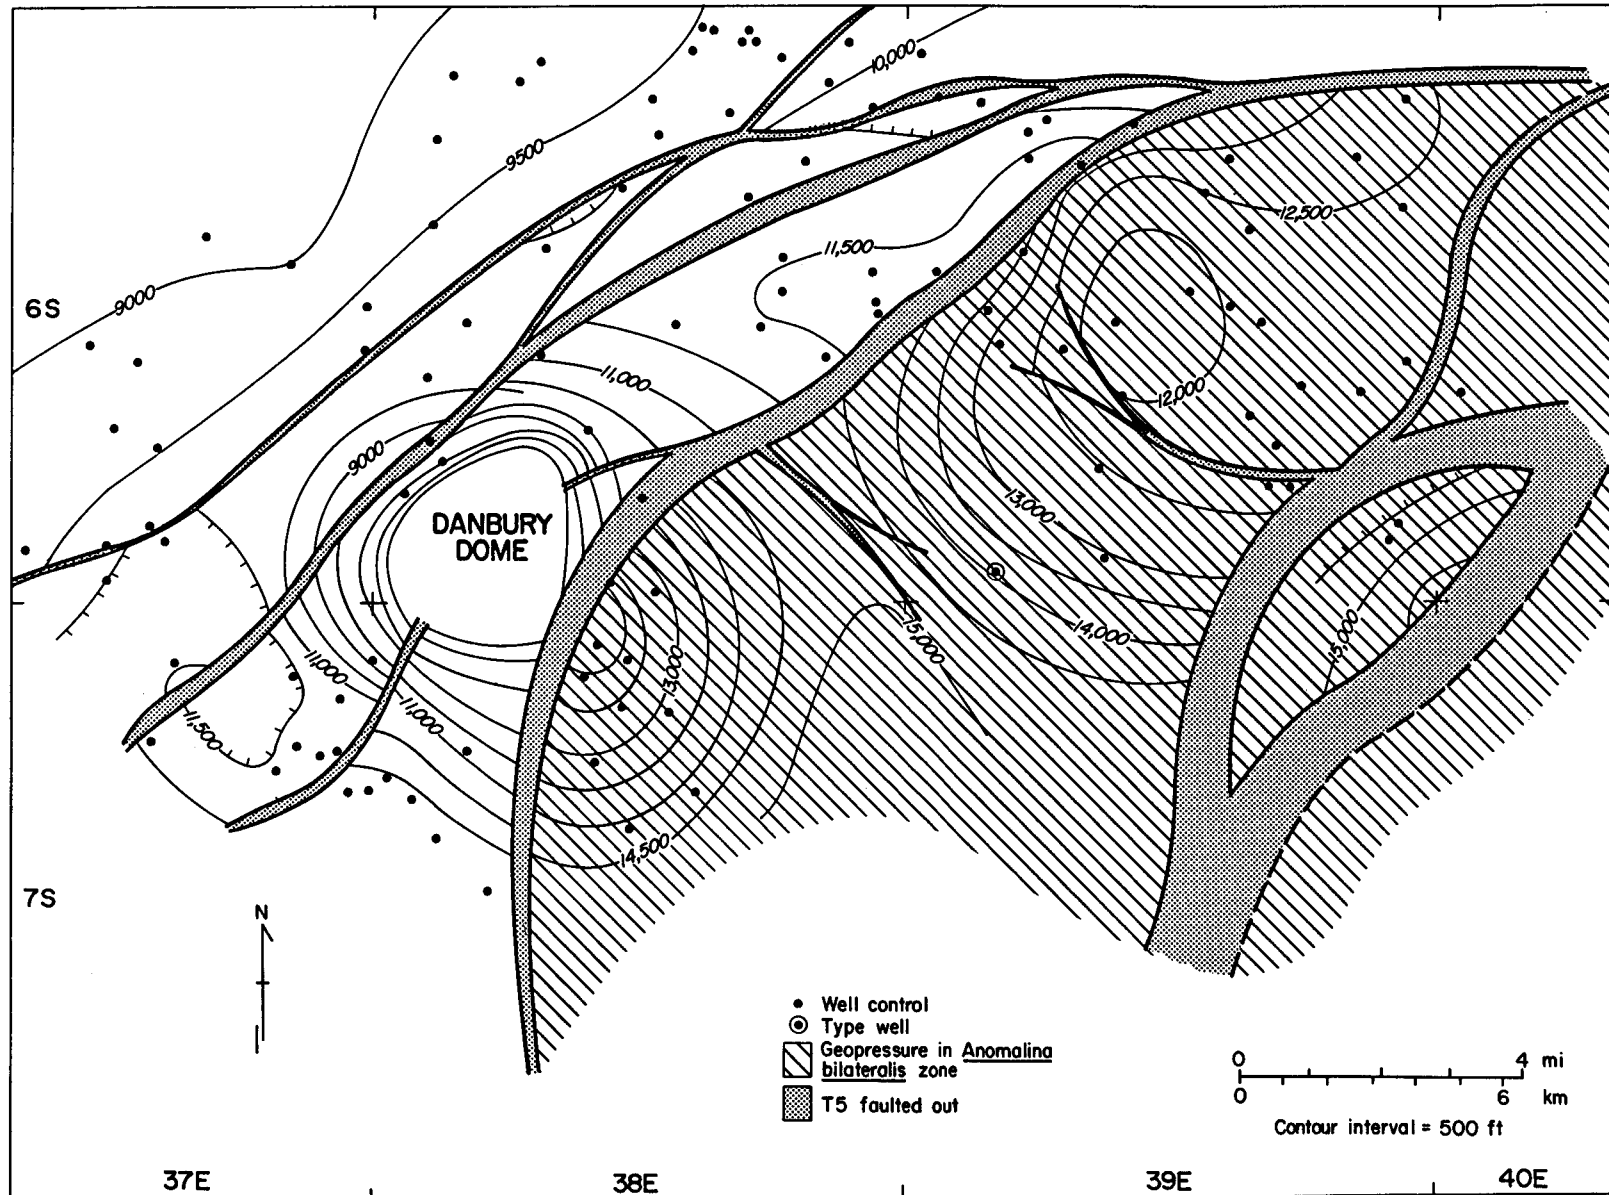 10,000
9500
12,500
11,500
9000
6S
11,000
12,000
9000
13,000
DANBURY
DOME
15,000
14,000
15,000
11,000
13,000
11,000
11,500
14,500
7S
N
Well control
Type well
Geopressure in Anomalina
bilateralis zone
T5 faulted out
0 4 mi
0 6 km
Contour interval = 500 ft
37E 38E 39E 40E